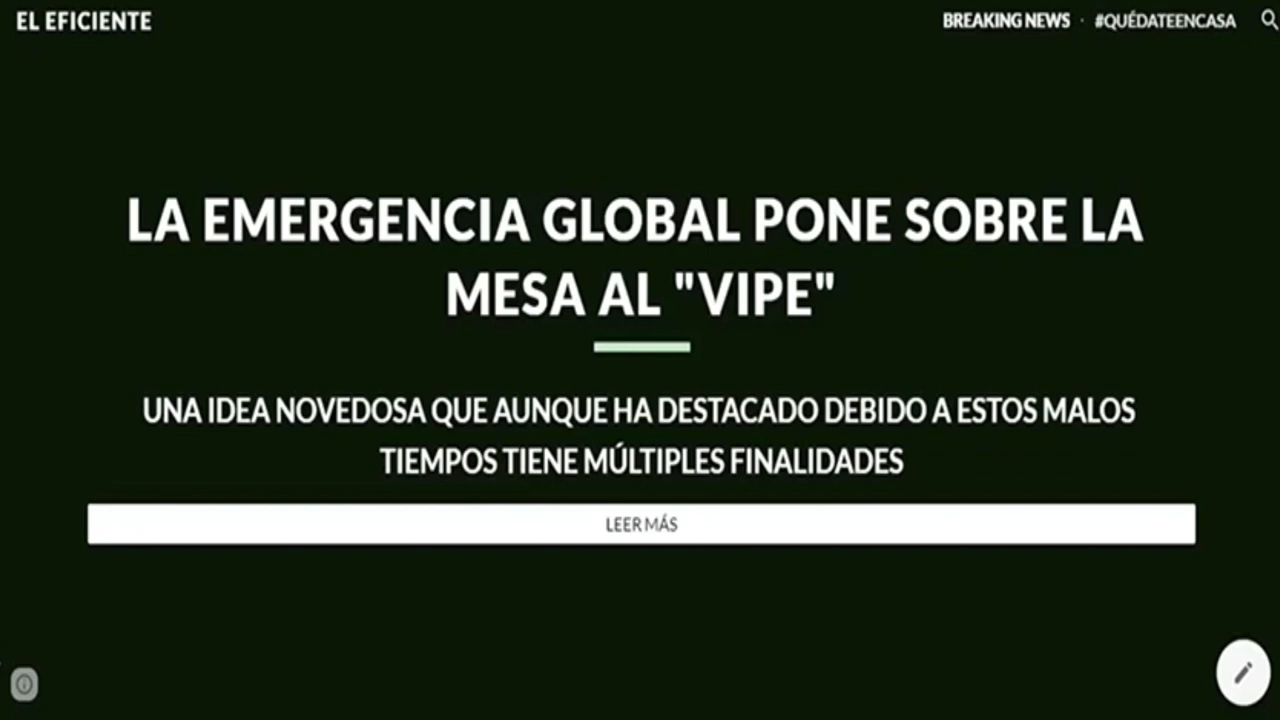 EL EFICIENTE
BREAKING NEWS · #QUÉDATEENCASA
LA EMERGENCIA GLOBAL PONE SOBRE LA
MESA AL "VIPE"
UNA IDEA NOVEDOSA QUE AUNQUE HA DESTACADO DEBIDO A ESTOS MALOS
TIEMPOS TIENE MÚLTIPLES FINALIDADES
LEER MÁS